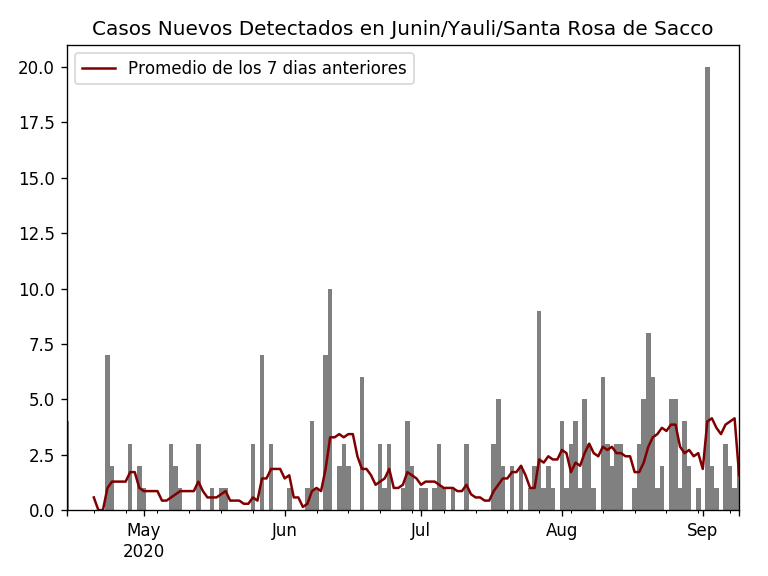 Casos Nuevos Detectados en Junin/Yauli/Santa Rosa de Sacco
Promedio de los 7 dias anteriores
20.0
17.5
15.0
12.5
10.0
7.5
5.0
2.5
0.0
May
2020
Jun
Jul
Aug
Sep